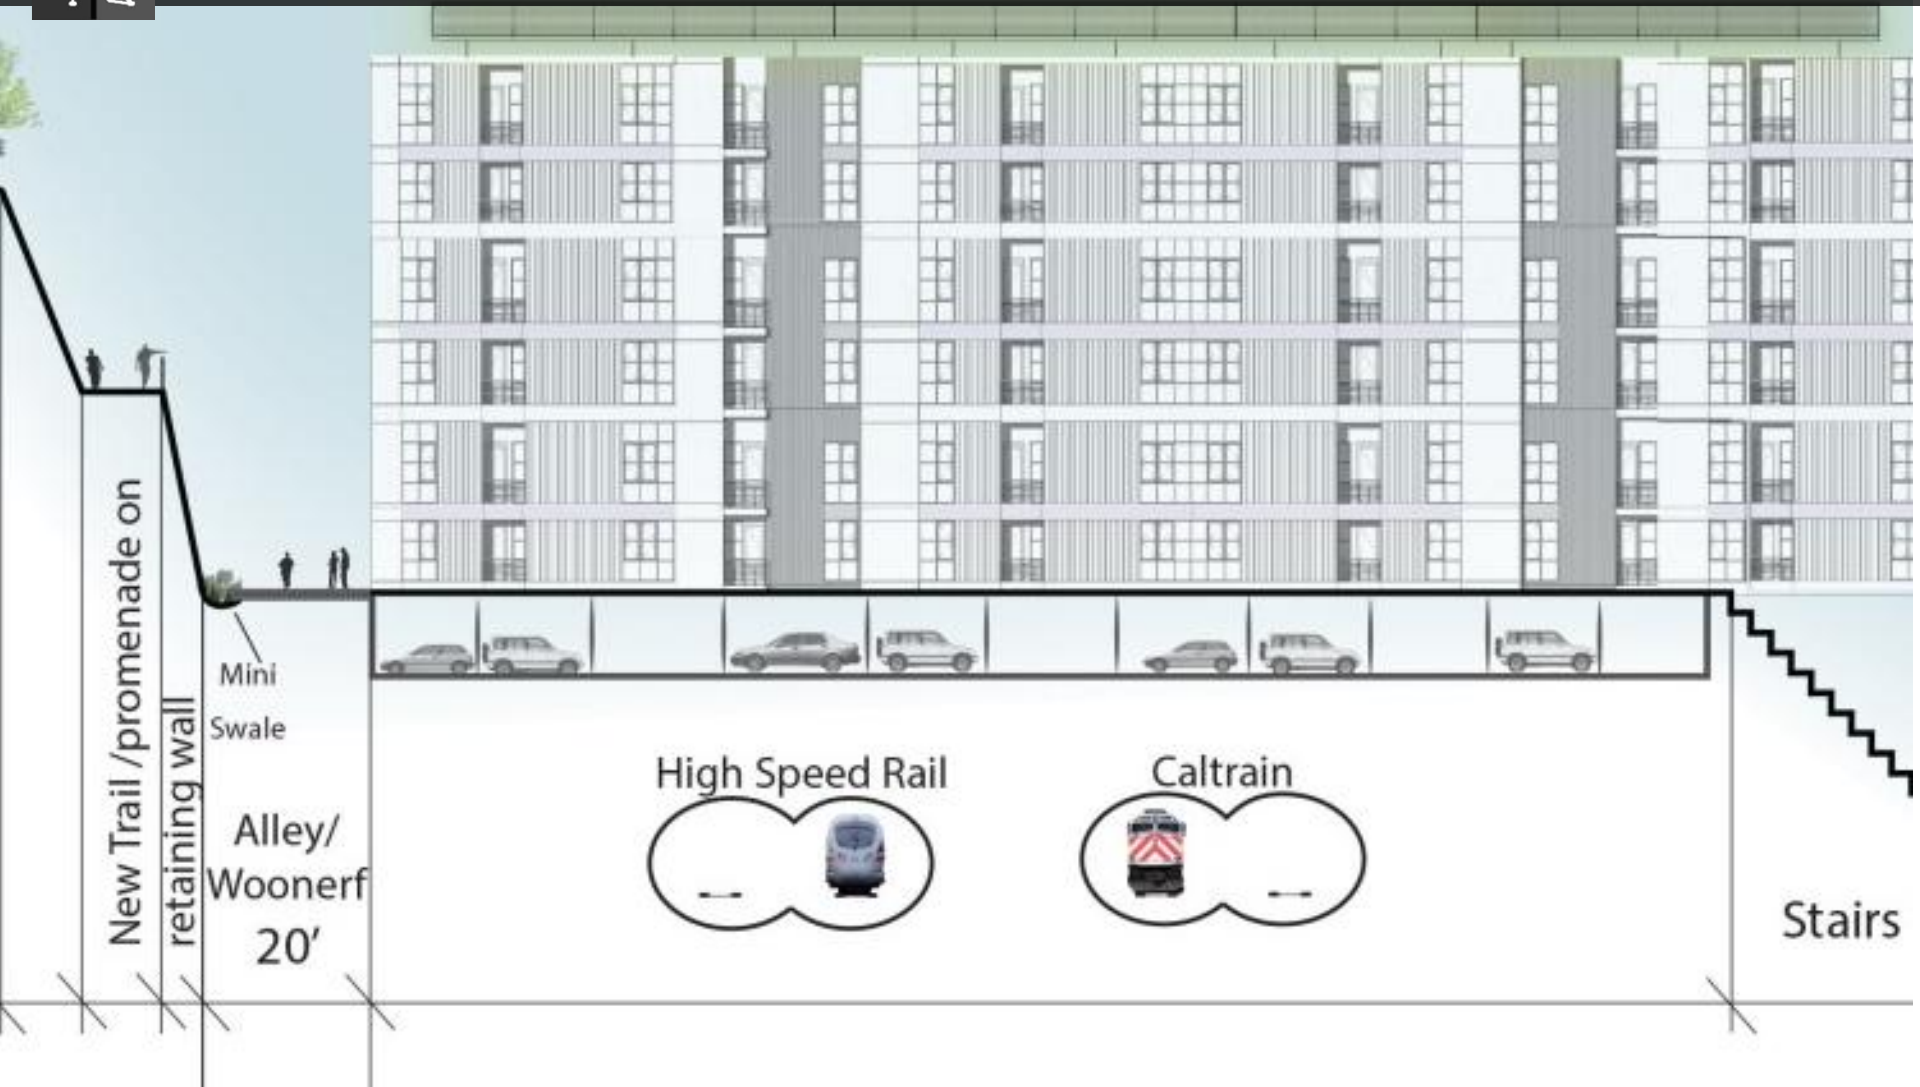 New Trail /promenade on
retaining wall
Mini
Swale
Alley/
Woonerf
20′
High Speed Rail
Caltrain
Stairs